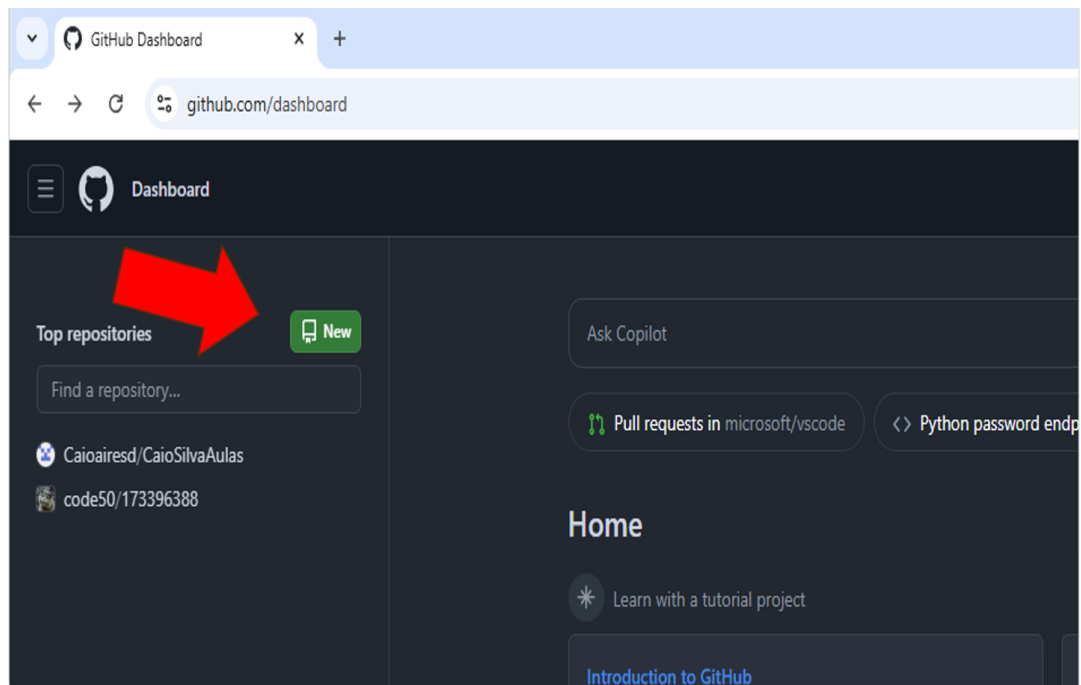 GitHub Dashboard
github.com/dashboard
Dashboard
Top repositories
New
Find a repository...
Caioairesd/CaioSilvaAulas
code50/173396388
Ask Copilot
Pull requests in microsoft/vscode
Python password endp
Home
Learn with a tutorial project
Introduction to GitHub